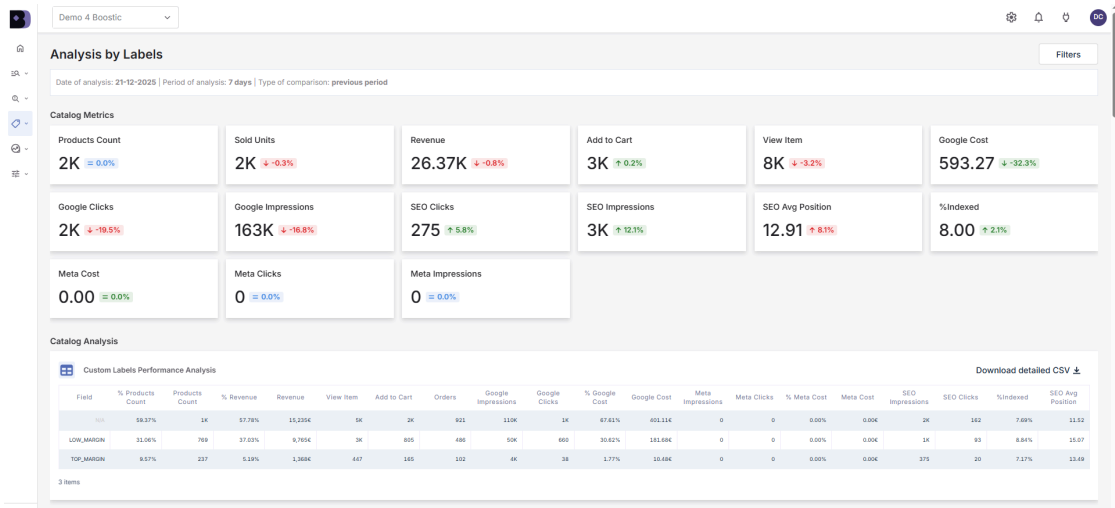 Demo 4 Boostic
DC
Analysis by Labels
Filters
Date of analysis: 21-12-2025 | Period of analysis: 7 days | Type of comparison: previous period
Catalog Metrics
Products Count
2K = 0.0%
Sold Units
2K ↓ -0.3%
Revenue
26.37K ↓ -0.8%
Add to Cart
3K ↑ 0.2%
View Item
8K ↓ -3.2%
Google Cost
593.27 ↓ -32.3%
Google Clicks
2K ↓ -19.5%
Google Impressions
163K ↓ -16.8%
SEO Clicks
275 ↑ 5.8%
SEO Impressions
3K ↑ 12.1%
SEO Avg Position
12.91 ↑ 8.1%
%Indexed
8.00 ↑ 2.1%
Meta Cost
0.00 = 0.0%
Meta Clicks
0 = 0.0%
Meta Impressions
0 = 0.0%
Catalog Analysis
Custom Labels Performance Analysis
Download detailed CSV
Field % Products Count Products Count % Revenue Revenue View Item Add to Cart Orders Google Impressions Google Clicks % Google Cost Google Cost Meta Impressions Meta Clicks % Meta Cost Meta Cost SEO Impressions SEO Clicks %Indexed SEO Avg Position
59.37% 1K 57.78% 15,235€ 5K 2K 921 110K 1K 67.61% 401.11€ 0 0 0.00% 0.00€ 2K 162 7.69% 11.52
LOW_MARGIN 31.06% 769 37.03% 9,765€ 3K 805 486 50K 660 30.62% 181.68€ 0 0 0.00% 0.00€ 1K 93 8.84% 15.07
TOP_MARGIN 9.57% 237 5.19% 1,368€ 447 165 102 4K 38 1.77% 10.48€ 0 0 0.00% 0.00€ 375 20 7.17% 13.49
3 items